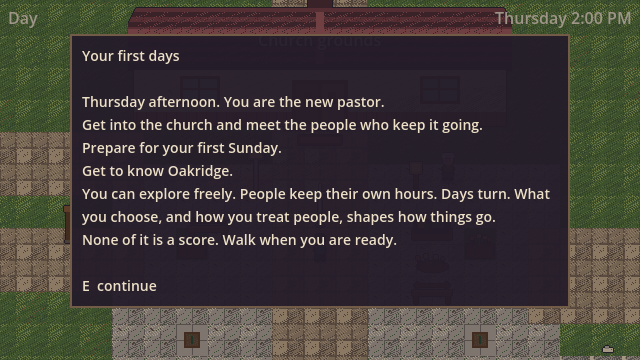 Day
Thursday 2:00 PM
Church grounds
Your first days
Thursday afternoon. You are the new pastor.
Get into the church and meet the people who keep it going.
Prepare for your first Sunday.
Get to know Oakridge.
You can explore freely. People keep their own hours. Days turn. What
you choose, and how you treat people, shapes how things go.
None of it is a score. Walk when you are ready.
E continue